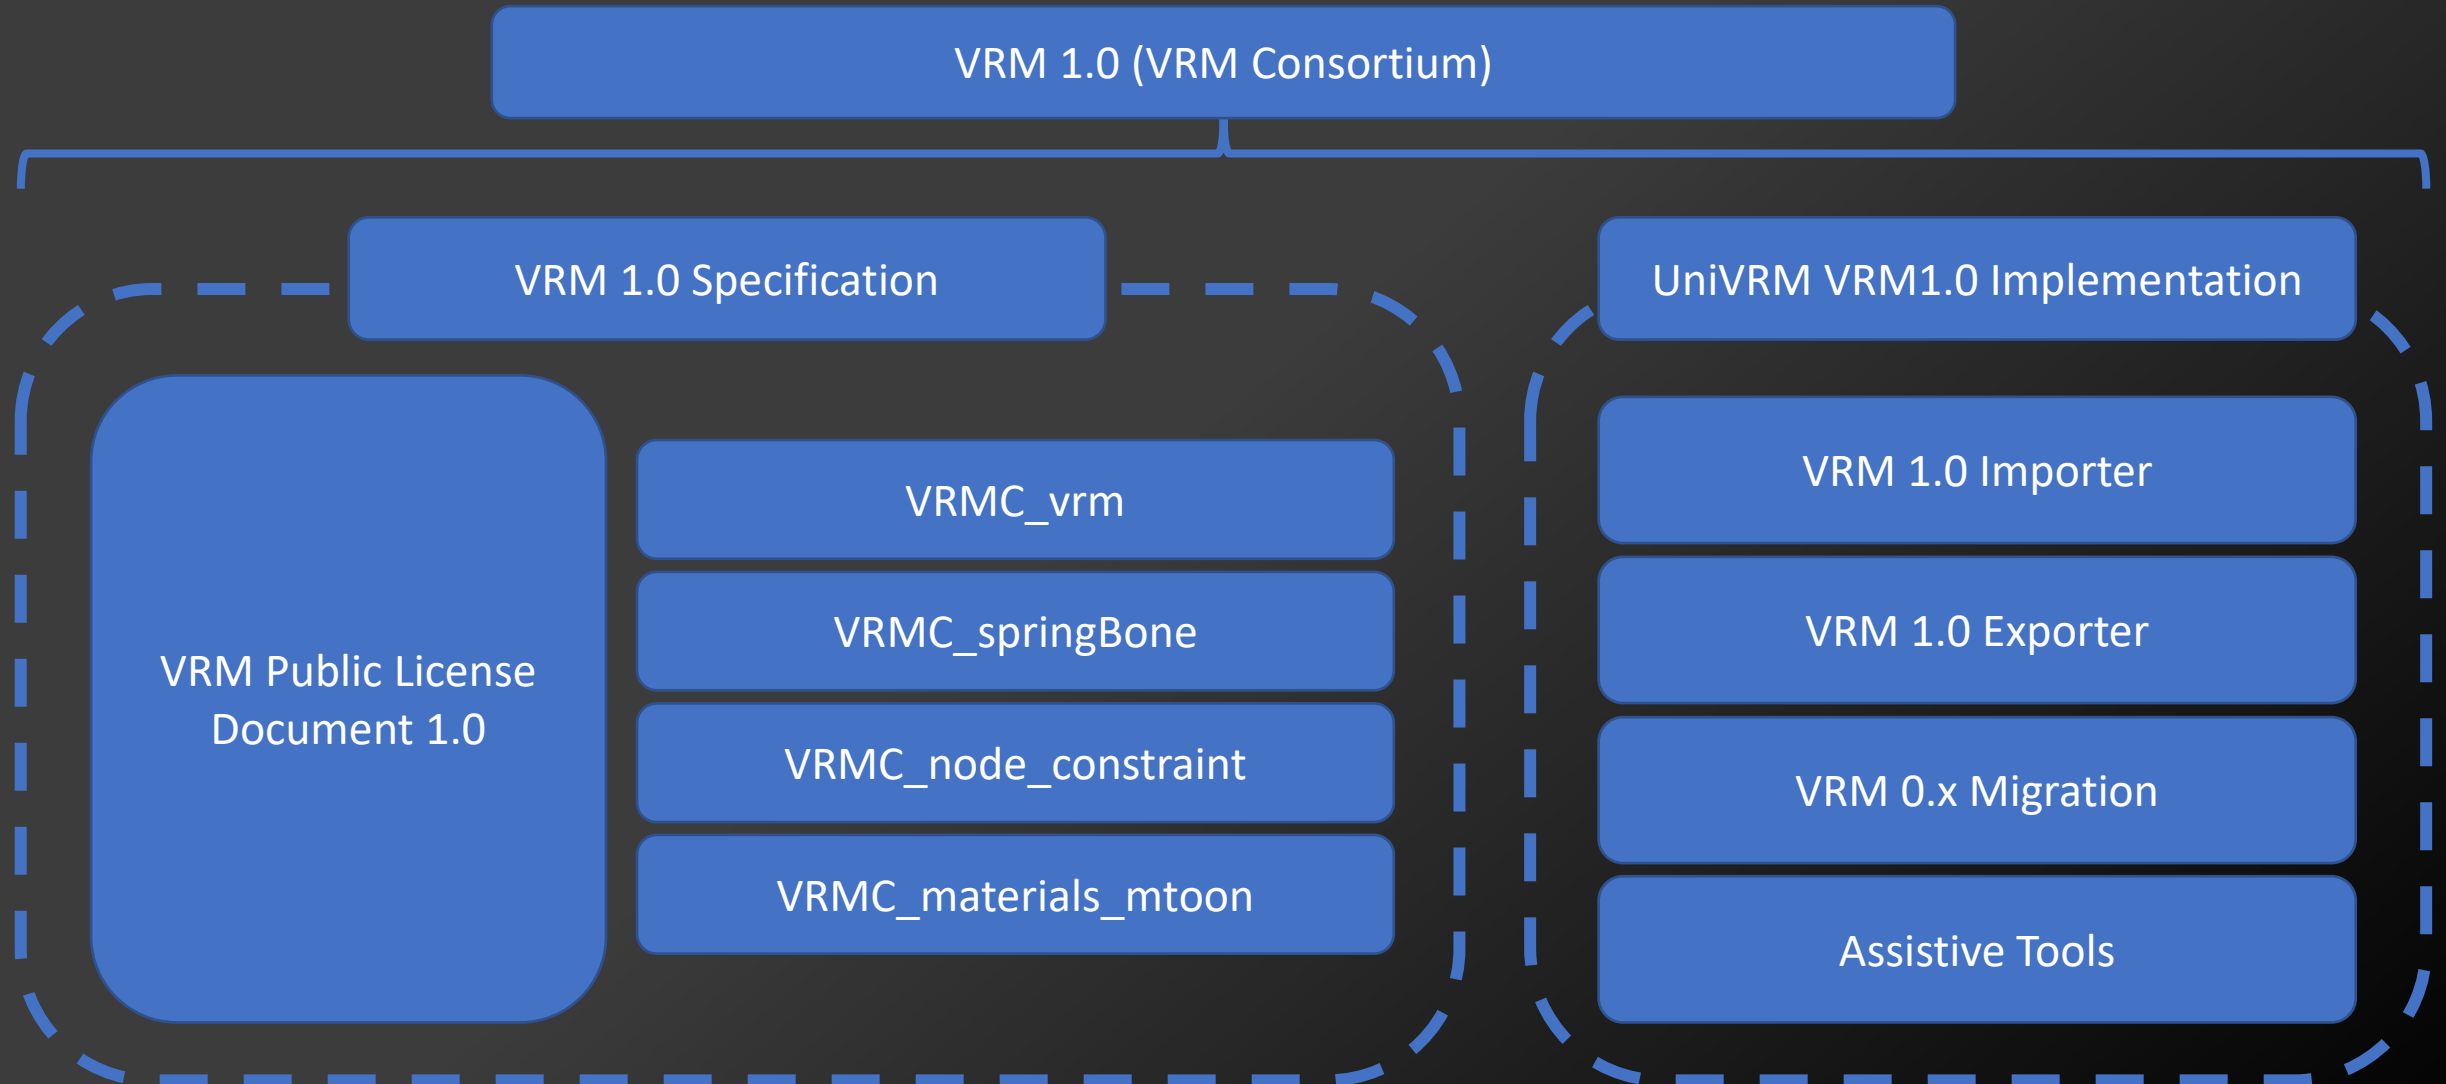 VRM 1.0 (VRM Consortium)
VRM 1.0 Specification
VRM Public License
Document 1.0
VRMC_vrm
VRMC_springBone
VRMC_node_constraint
VRMC_materials_mtoon
UniVRM VRM1.0 Implementation
VRM 1.0 Importer
VRM 1.0 Exporter
VRM 0.x Migration
Assistive Tools